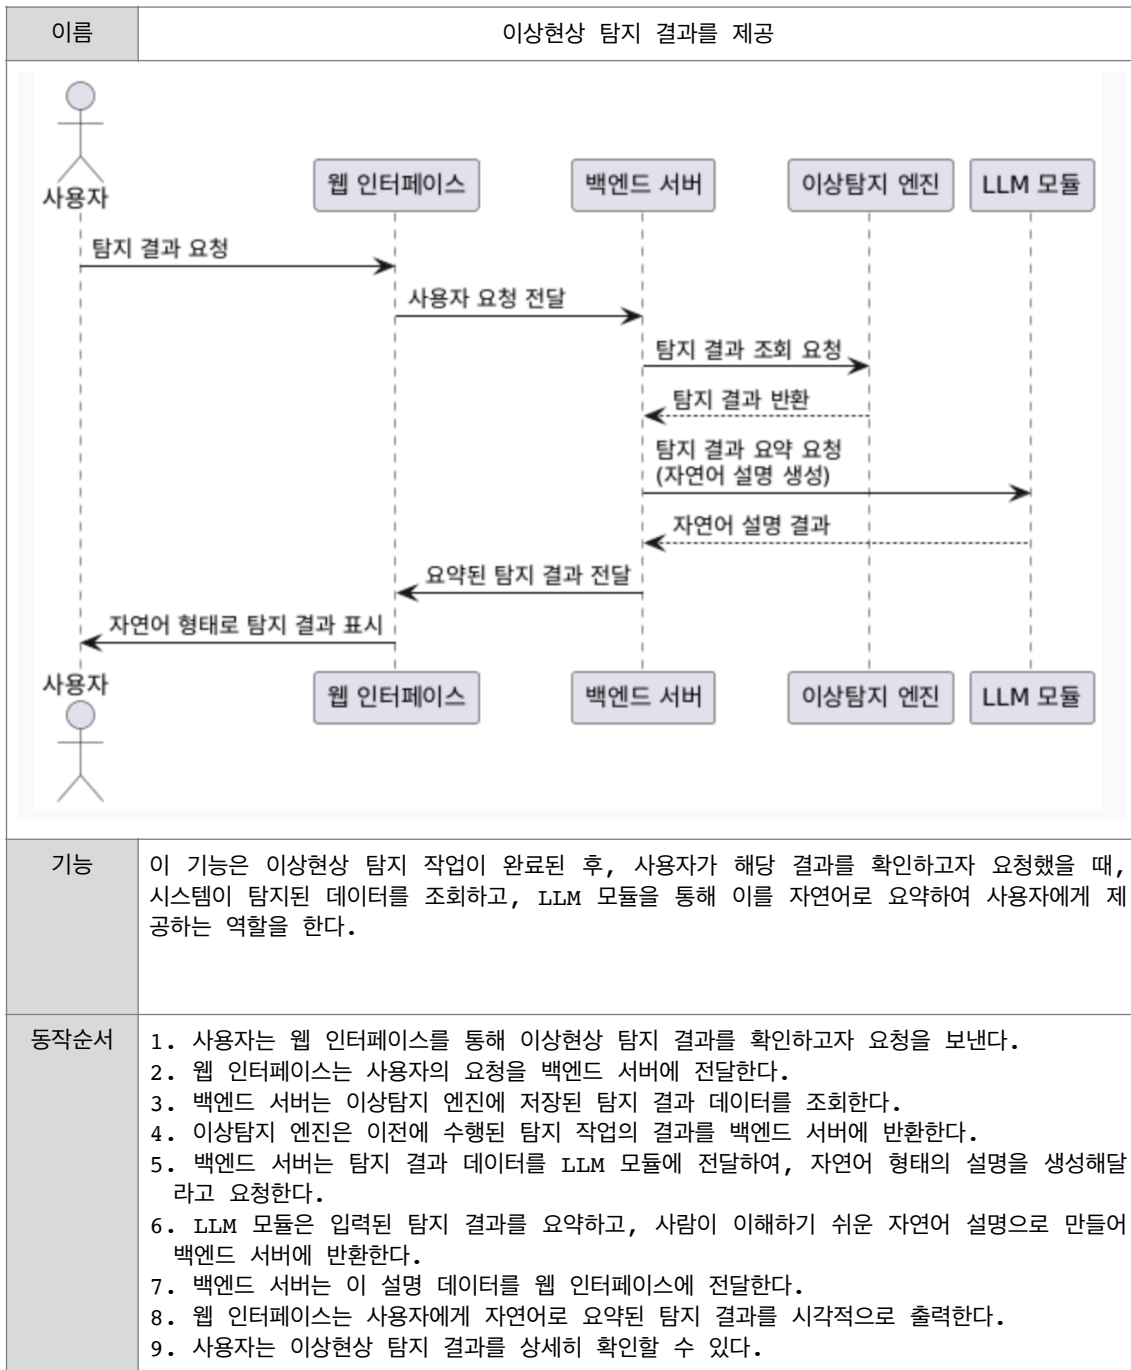 이름
이상현상 탐지 결과를 제공
사용자
웹 인터페이스
백엔드 서버
이상탐지 엔진
LLM 모듈
탐지 결과 요청
사용자 요청 전달
탐지 결과 조회 요청
탐지 결과 반환
탐지 결과 요약 요청
(자연어 설명 생성)
자연어 설명 결과
요약된 탐지 결과 전달
자연어 형태로 탐지 결과 표시
사용자
웹 인터페이스
백엔드 서버
이상탐지 엔진
LLM 모듈
기능
이 기능은 이상현상 탐지 작업이 완료된 후, 사용자가 해당 결과를 확인하고자 요청했을 때,
시스템이 탐지된 데이터를 조회하고, LLM 모듈을 통해 이를 자연어로 요약하여 사용자에게 제
공하는 역할을 한다.
동작순서
1. 사용자는 웹 인터페이스를 통해 이상현상 탐지 결과를 확인하고자 요청을 보낸다.
2. 웹 인터페이스는 사용자의 요청을 백엔드 서버에 전달한다.
3. 백엔드 서버는 이상탐지 엔진에 저장된 탐지 결과 데이터를 조회한다.
4. 이상탐지 엔진은 이전에 수행된 탐지 작업의 결과를 백엔드 서버에 반환한다.
5. 백엔드 서버는 탐지 결과 데이터를 LLM 모듈에 전달하여, 자연어 형태의 설명을 생성해달
라고 요청한다.
6. LLM 모듈은 입력된 탐지 결과를 요약하고, 사람이 이해하기 쉬운 자연어 설명으로 만들어
백엔드 서버에 반환한다.
7. 백엔드 서버는 이 설명 데이터를 웹 인터페이스에 전달한다.
8. 웹 인터페이스는 사용자에게 자연어로 요약된 탐지 결과를 시각적으로 출력한다.
9. 사용자는 이상현상 탐지 결과를 상세히 확인할 수 있다.